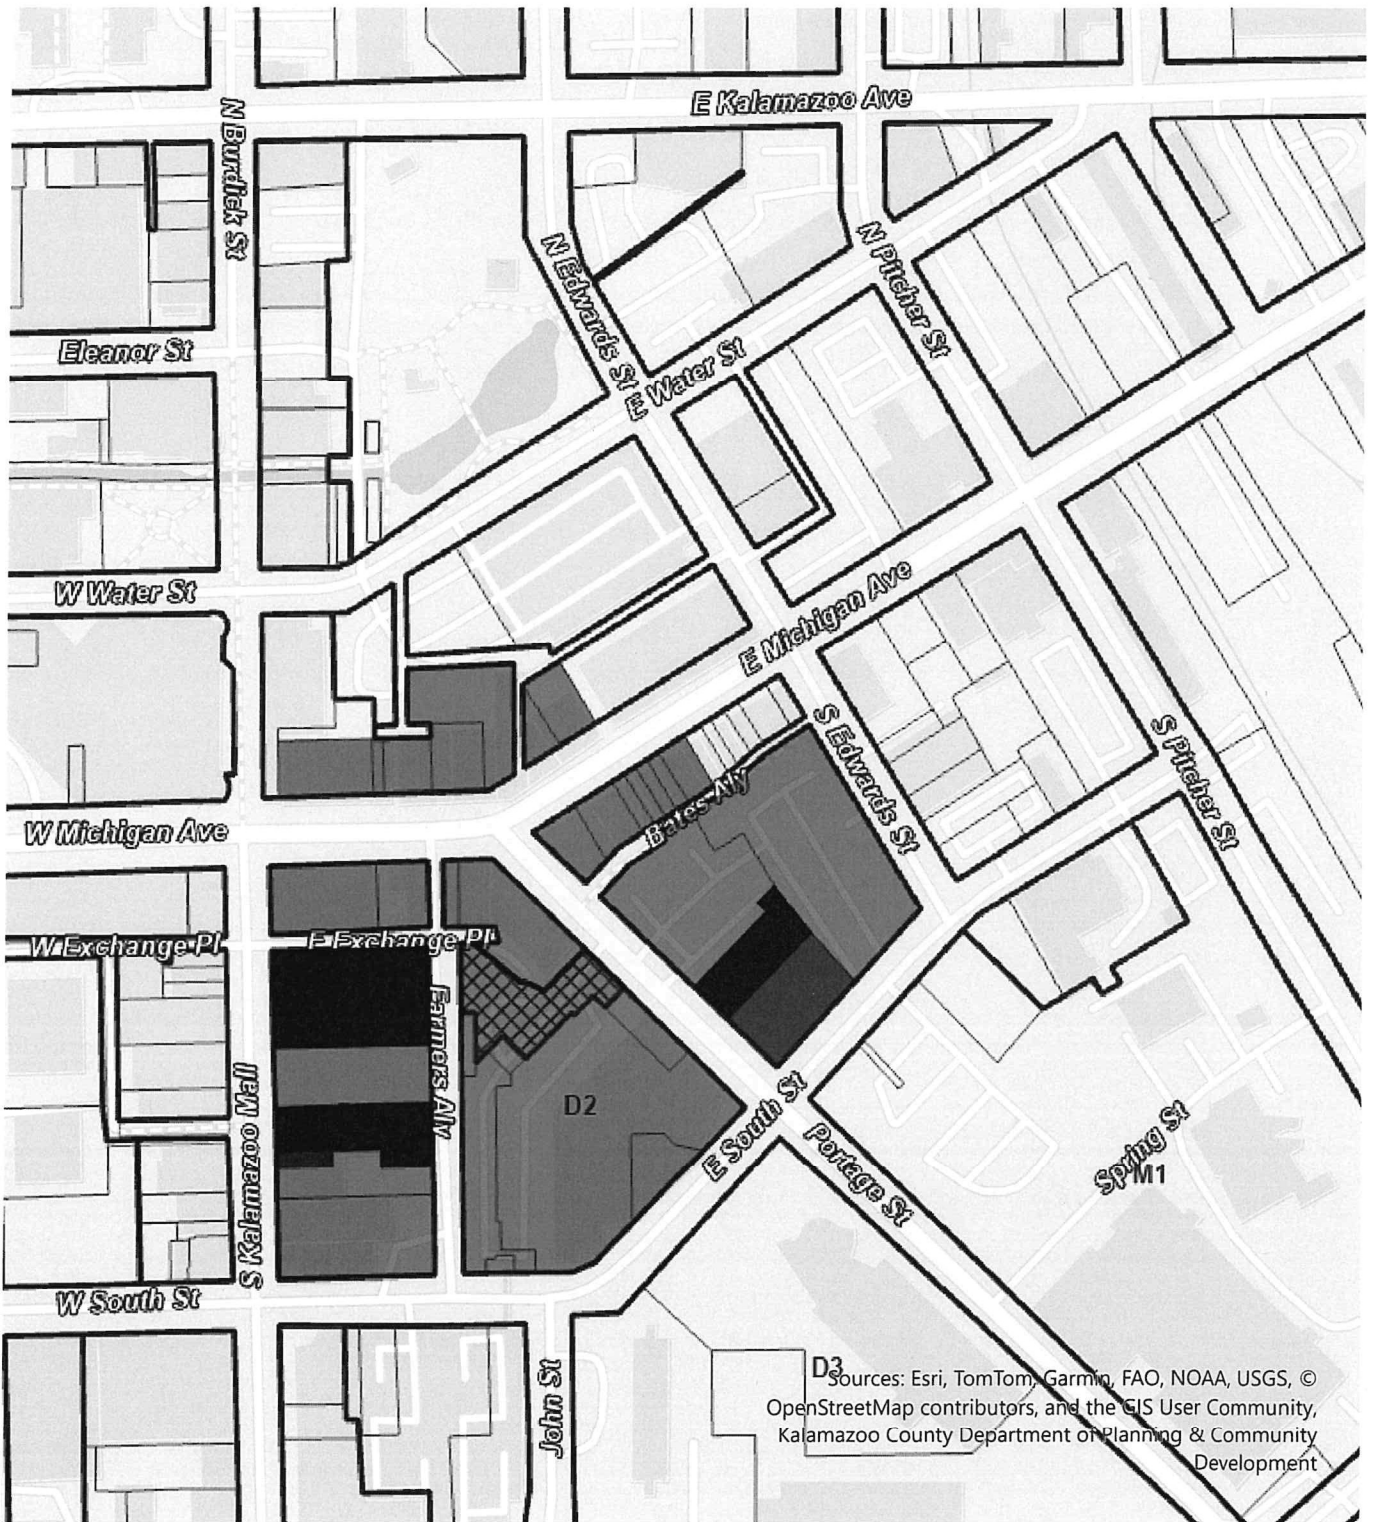 E Kalamazoo Ave
N Burdick St
N Edwards St
N Pitcher St
Eleanor St
E Water St
W Water St
E Michigan Ave
S Edwards St
S Pitcher St
Bates Aly
W Michigan Ave
W Exchange Pl
E Exchange Pl
Farmers Aly
S Kalamazoo Mall
D2
E South St
Portage St
Spring St
M1
W South St
John St
D3
Sources: Esri, TomTom, Garmin, FAO, NOAA, USGS, ©
OpenStreetMap contributors, and the GIS User Community,
Kalamazoo County Department of Planning & Community
Development